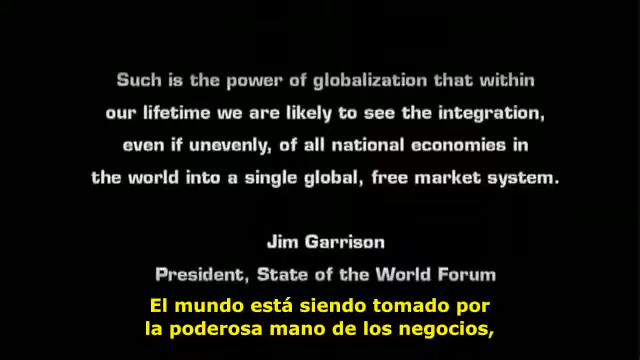 Such is the power of globalization that within
our lifetime we are likely to see the integration,
even if unevenly, of all national economies in
the world into a single global, free market system.
Jim Garrison
President, State of the World Forum
El mundo está siendo tomado por
la poderosa mano de los negocios,